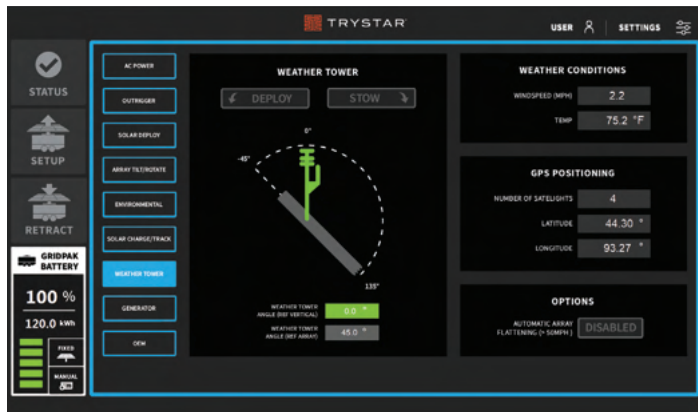 TRYSTAR
USER
SETTINGS
STATUS
SETUP
RETRACT
GRIDPAK
BATTERY
100 %
120.0 kWh
FIXED
MANUAL
AC POWER
OUTRIGGER
SOLAR DEPLOY
ARRAY TILT/ROTATE
ENVIRONMENTAL
SOLAR CHARGE/TRACK
WEATHER TOWER
GENERATOR
OEM
WEATHER TOWER
DEPLOY
STOW
0°
-45°
135°
WEATHER TOWER
ANGLE (REF VERTICAL)
0.0 °
WEATHER TOWER
ANGLE (REF ARRAY)
45.0 °
WEATHER CONDITIONS
WINDSPEED (MPH)
2.2
TEMP
75.2 °F
GPS POSITIONING
NUMBER OF SATELIGHTS
4
LATITUDE
44.30 °
LONGITUDE
93.27 °
OPTIONS
AUTOMATIC ARRAY
FLATTENING (> 50MPH )
DISABLED